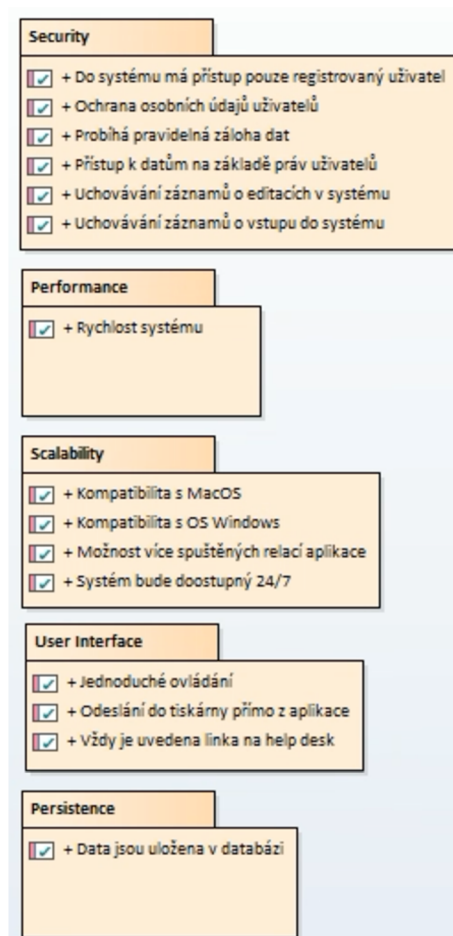 Security
+ Do systému má přístup pouze registrovaný uživatel
+ Ochrana osobních údajů uživatelů
+ Probíhá pravidelná záloha dat
+ Přístup k datům na základě práv uživatelů
+ Uchovávání záznamů o editacích v systému
+ Uchovávání záznamů o vstupu do systému
Performance
+ Rychlost systému
Scalability
+ Kompatibilita s MacOS
+ Kompatibilita s OS Windows
+ Možnost více spuštěných relací aplikace
+ Systém bude doostupný 24/7
User Interface
+ Jednoduché ovládání
+ Odeslání do tiskárny přímo z aplikace
+ Vždy je uvedena linka na help desk
Persistence
+ Data jsou uložena v databázi